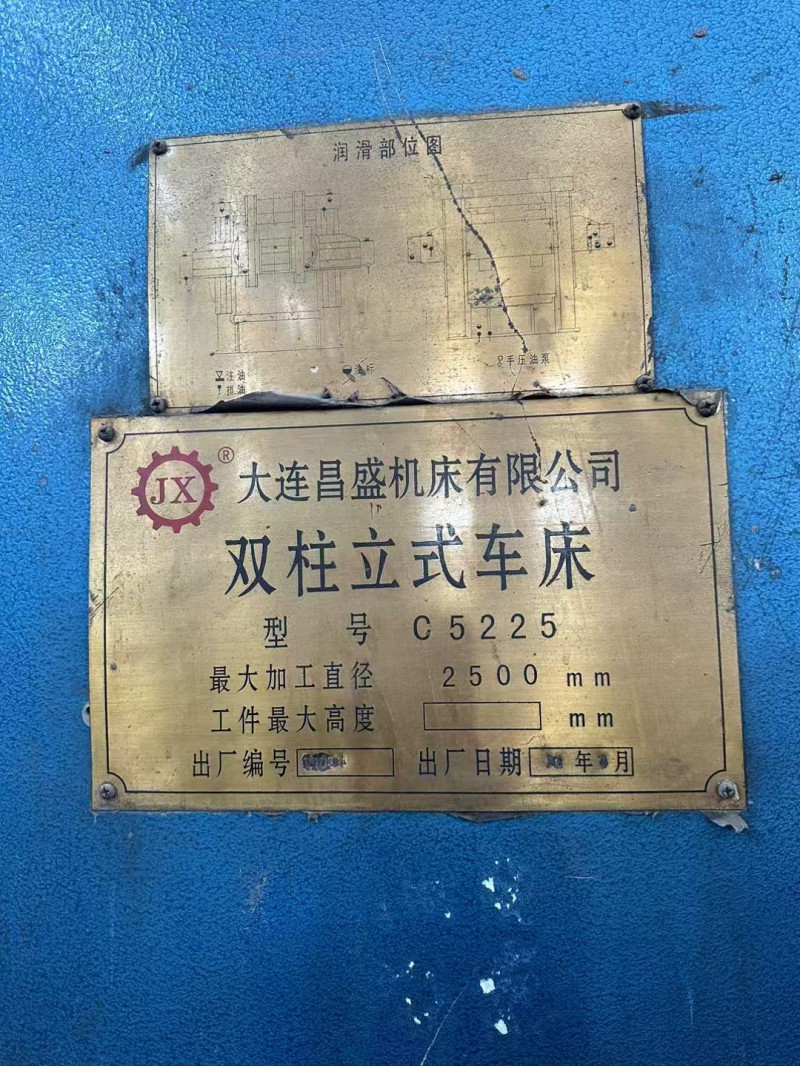 润滑部位图
注油
排油
油标
手压油泵
JX®
大连昌盛机床有限公司
双柱立式车床
型号 C5225
最大加工直径 2500 mm
工件最大高度 mm
出厂编号 出厂日期 年 月